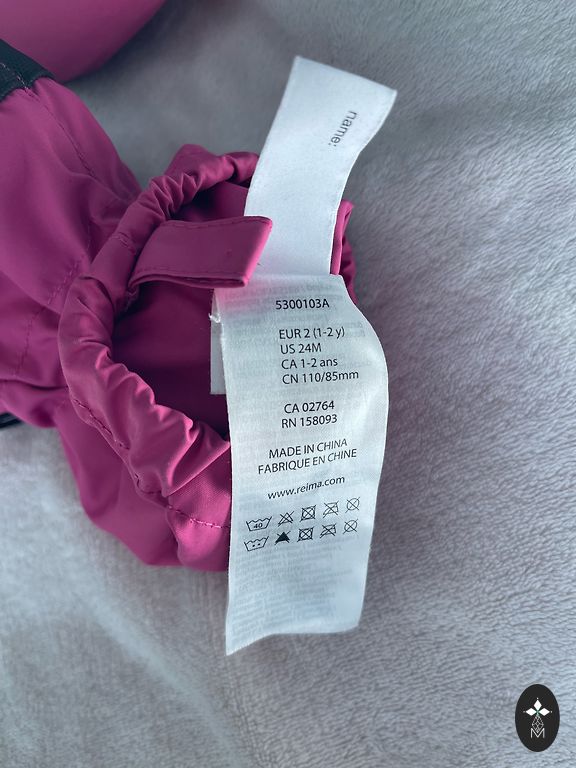 name:
5300103A
EUR 2 (1-2 y)
US 24M
CA 1-2 ans
CN 110/85mm
CA 02764
RN 158093
MADE IN CHINA
FABRIQUE EN CHINE
www.reima.com
40
M